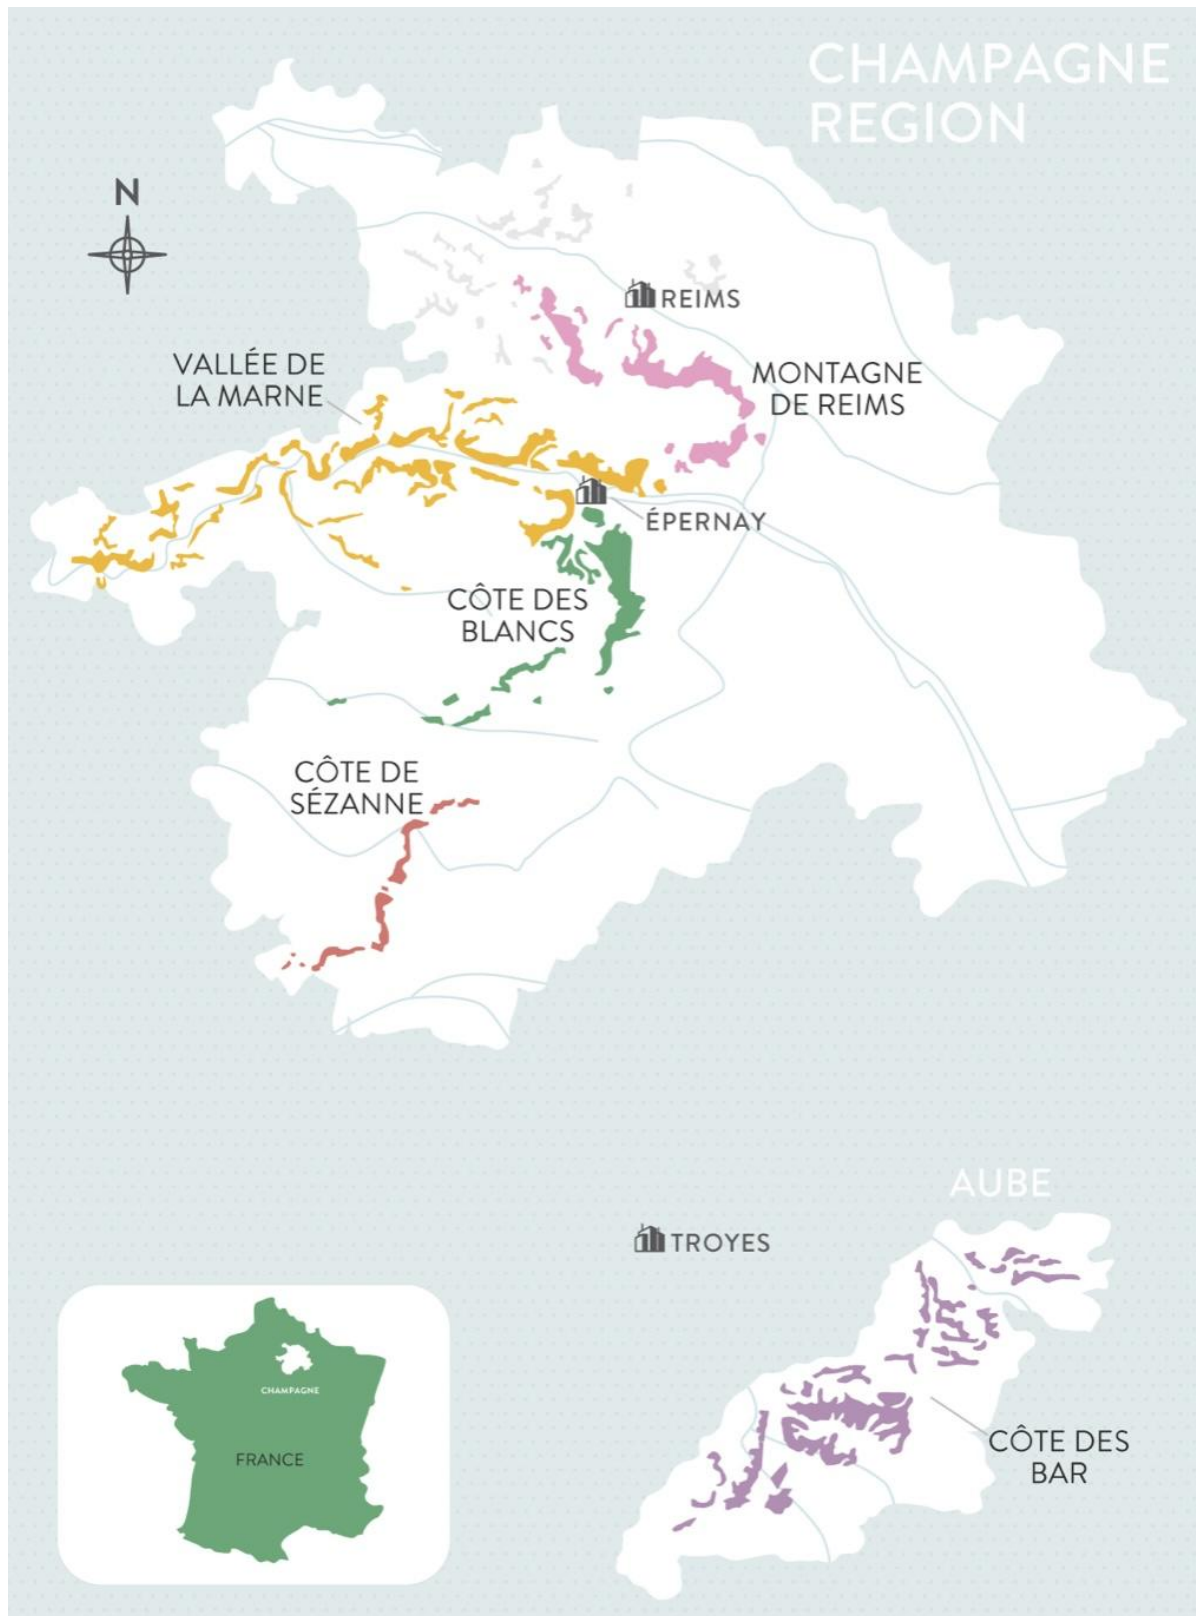 CHAMPAGNE
REGION
N
REIMS
VALLÉE DE
LA MARNE
MONTAGNE
DE REIMS
ÉPERNAY
CÔTE DES
BLANCS
CÔTE DE
SÉZANNE
AUBE
TROYES
CHAMPAGNE
FRANCE
CÔTE DES
BAR